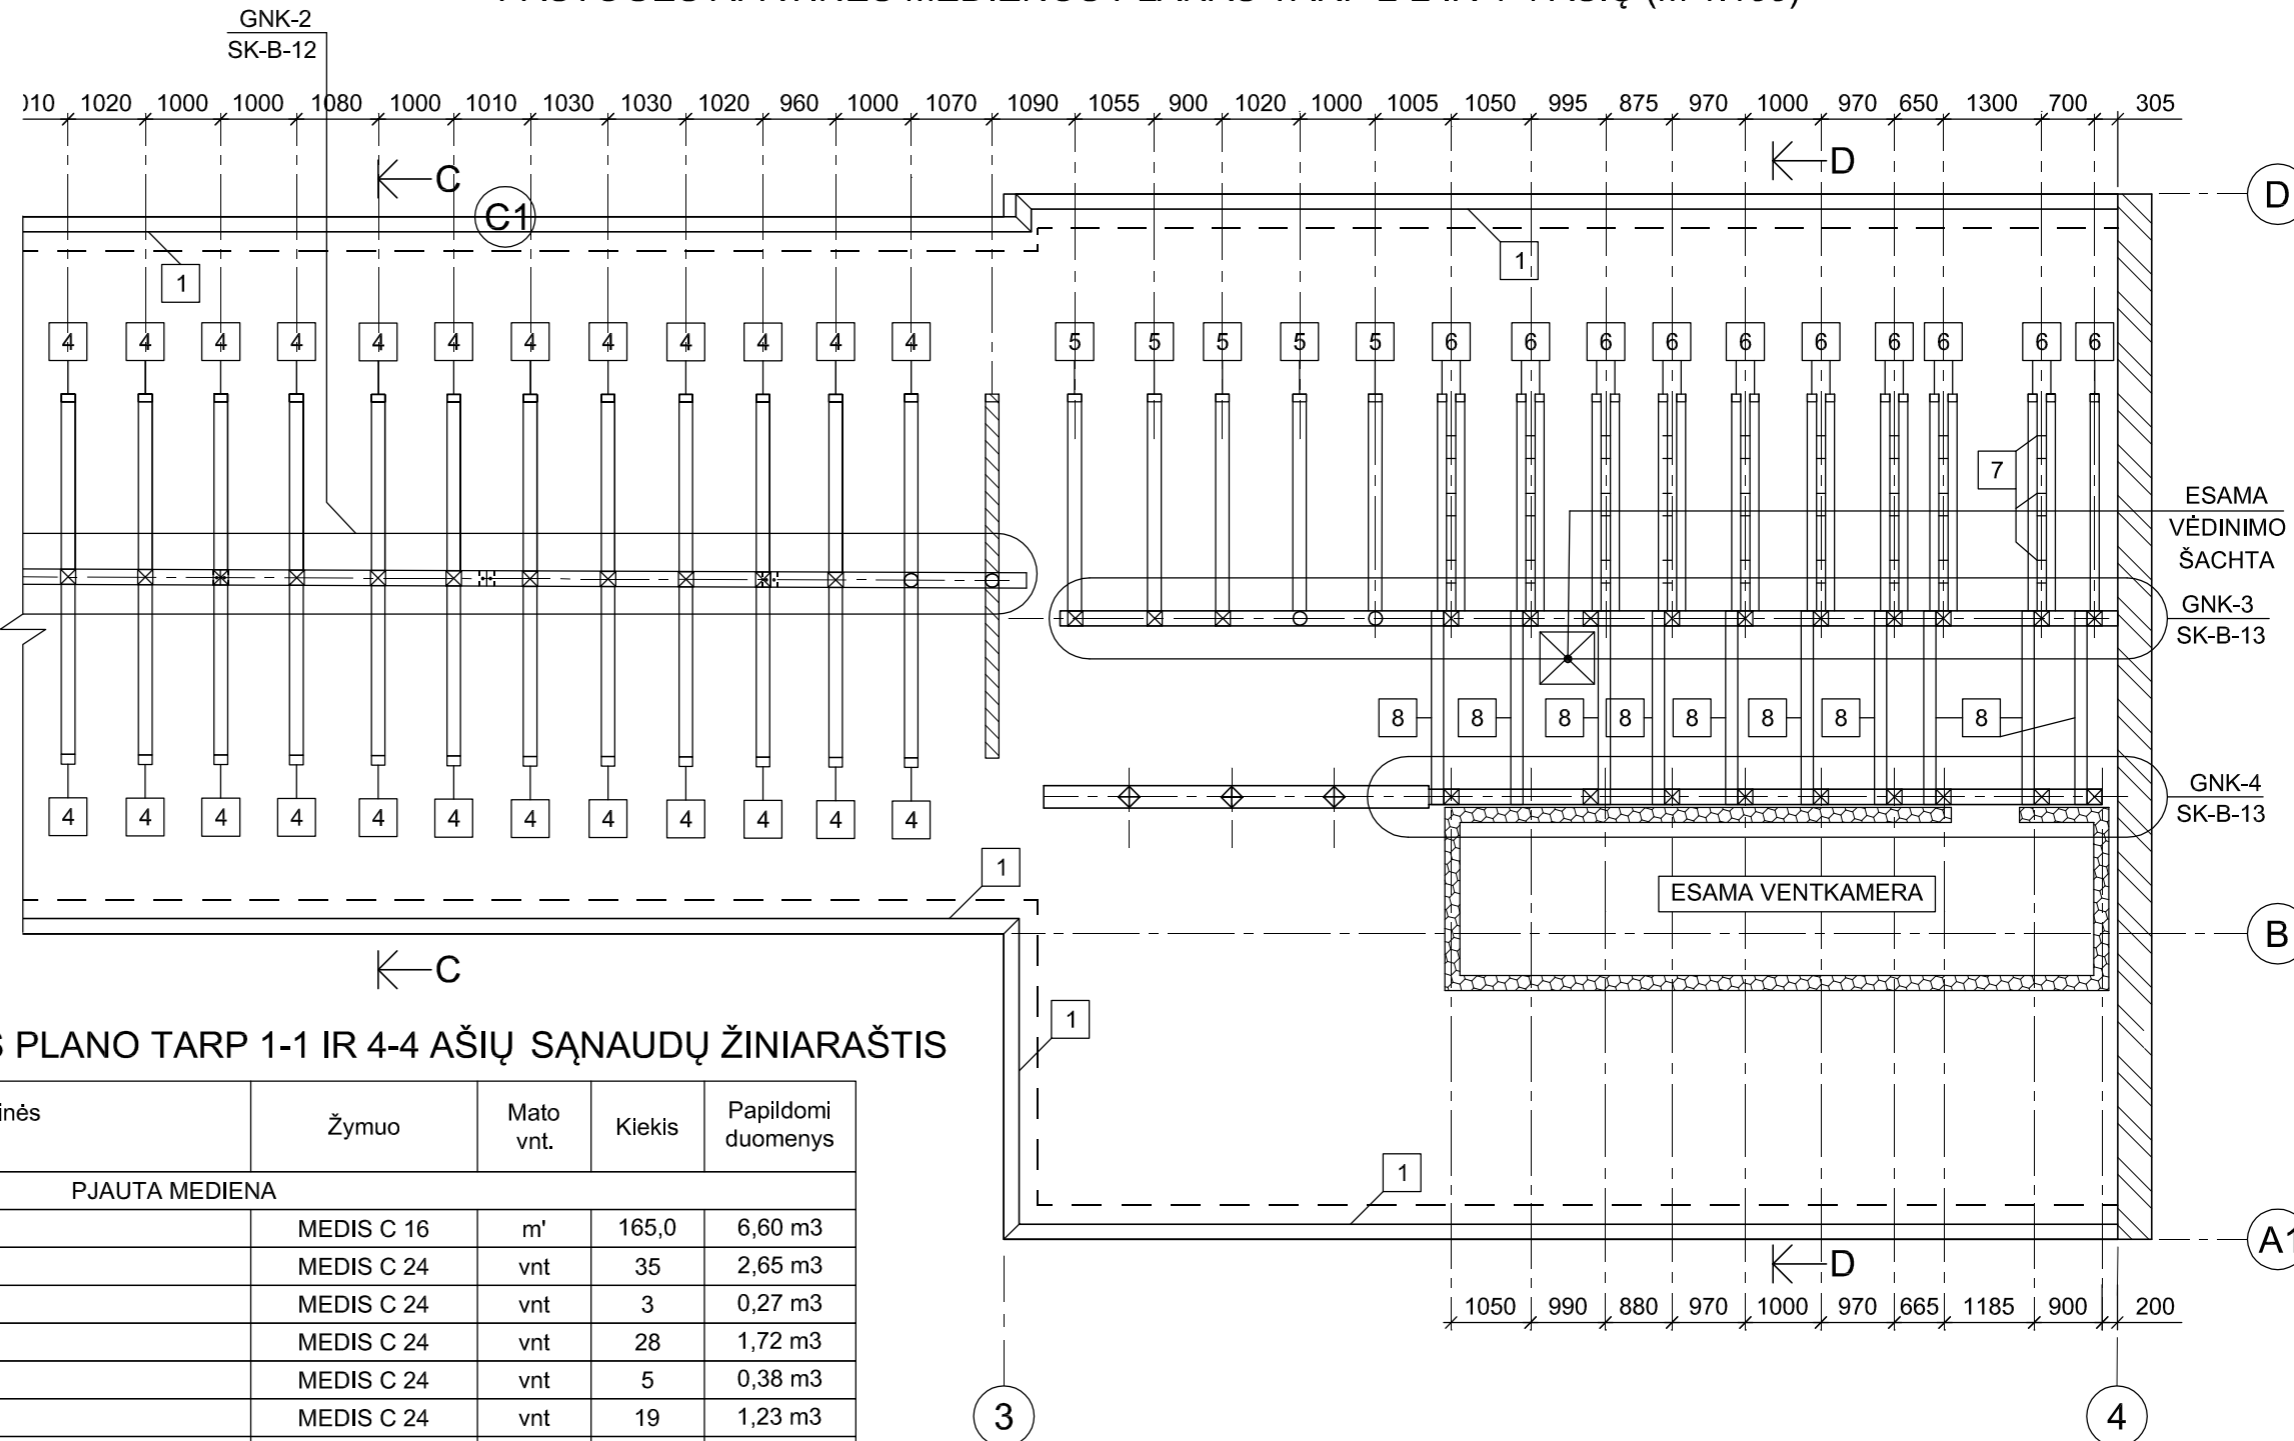 GNK-2
SK-B-12
1020 1000 1000 1080 1000 1010 1030 1030 1020 960 1000 1070 1090 1055 900 1020 1000 1005 1050 995 875 970 1000 970 650 1300 700 305
C D
C1 D
1 1
4 4 4 4 4 4 4 4 4 4 4 4 5 5 5 5 5 6 6 6 6 6 6 6 6 6 6
7
ESAMA
VĖDINIMO
ŠACHTA
GNK-3
SK-B-13
8 8 8 8 8 8 8 8
GNK-4
SK-B-13
4 4 4 4 4 4 4 4 4 4 4 4
1
ESAMA VENTKAMERA
B
C
1
PLANO TARP 1-1 IR 4-4 AŠIŲ SĄNAUDŲ ŽINIARAŠTIS
Žymuo Mato vnt. Kiekis Papildomi duomenys
PJAUTA MEDIENA
1
MEDIS C 16 m' 165,0 6,60 m3
MEDIS C 24 vnt 35 2,65 m3
MEDIS C 24 vnt 3 0,27 m3
MEDIS C 24 vnt 28 1,72 m3
MEDIS C 24 vnt 5 0,38 m3
MEDIS C 24 vnt 19 1,23 m3
A1
D
1050 990 880 970 1000 970 665 1185 900 200
3 4